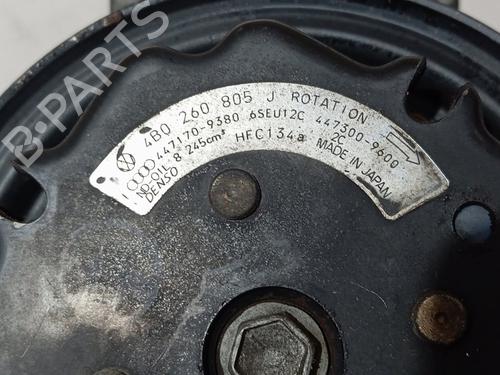 4B0 260 805 J ROTATION
447170-9380 6SEU12C 447300-9600
ND-OIL 8 245cm³ HFC134a 2C
DENSO MADE IN JAPAN
B-PARTS